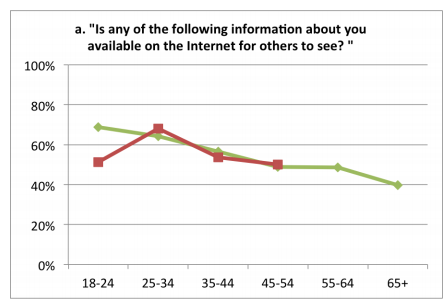 a. "Is any of the following information about you
available on the Internet for others to see? "
100%
80%
60%
40%
20%
0%
18-24 25-34 35-44 45-54 55-64 65+